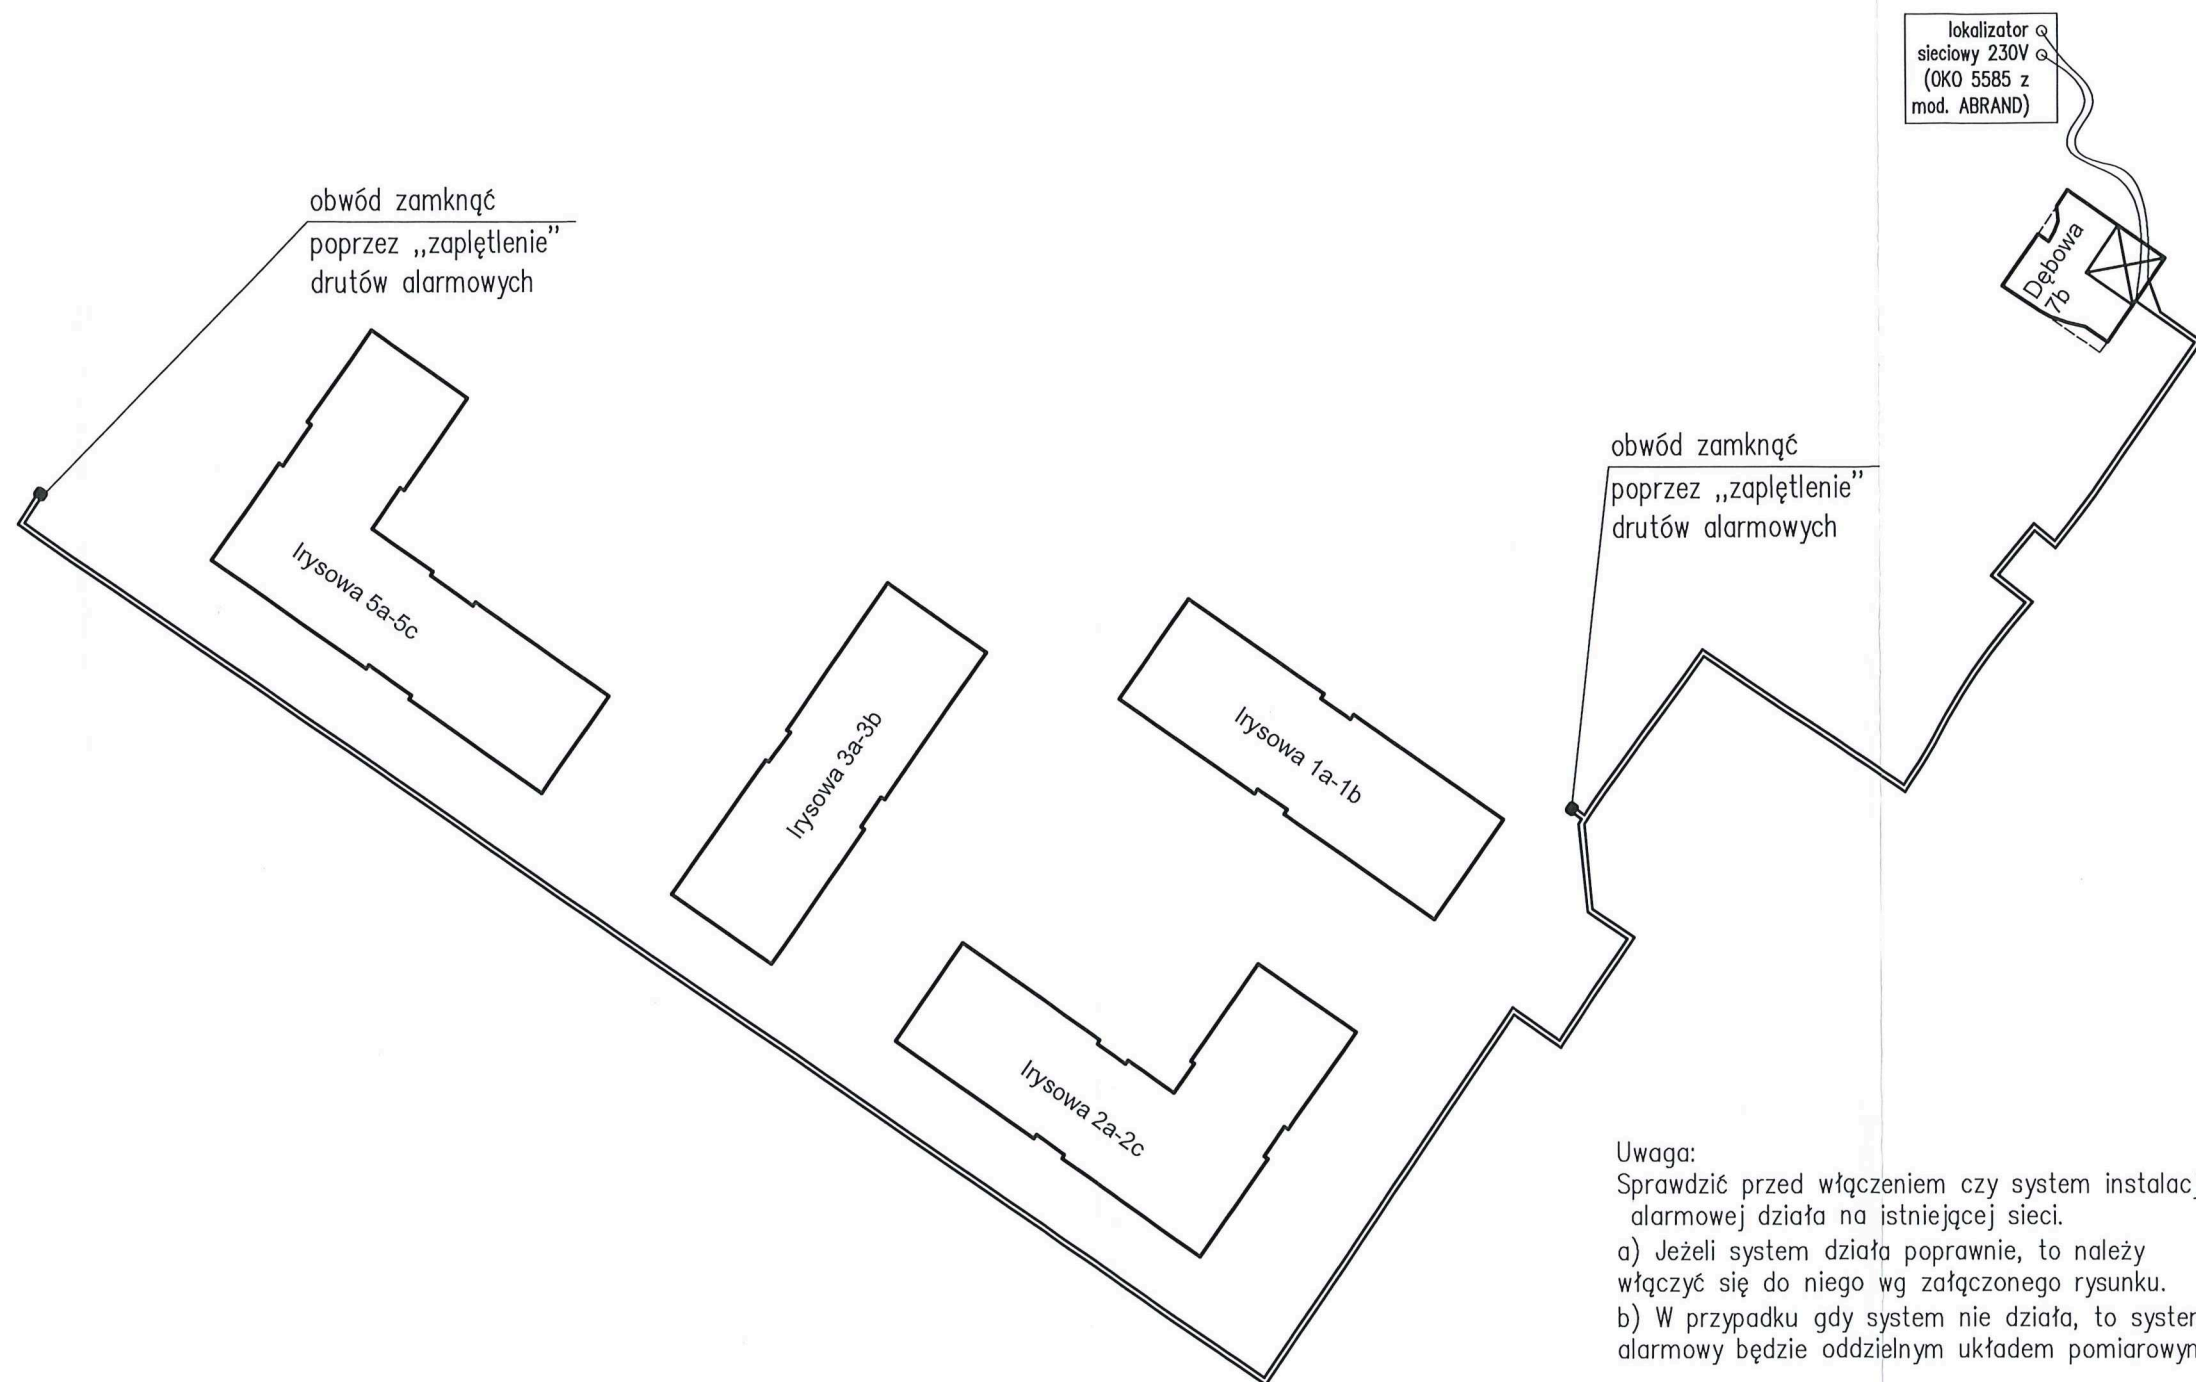 lokalizator
sieciowy 230V
(OKO 5585 z
mod. ABRAND)
obwód zamknąć
poprzez „zaplętlenie”
drutów alarmowych
Dębowa
7b
obwód zamknąć
poprzez „zaplętlenie”
drutów alarmowych
Irysowa 5a-5c
Irysowa 3a-3b
Irysowa 1a-1b
Irysowa 2a-2c
Uwaga:
Sprawdzić przed włączeniem czy system instalac
alarmowej działa na istniejącej sieci.
a) Jeżeli system działa poprawnie, to należy
włączyć się do niego wg załączonego rysunku.
b) W przypadku gdy system nie działa, to syste
alarmowy będzie oddzielnym układem pomiarowy